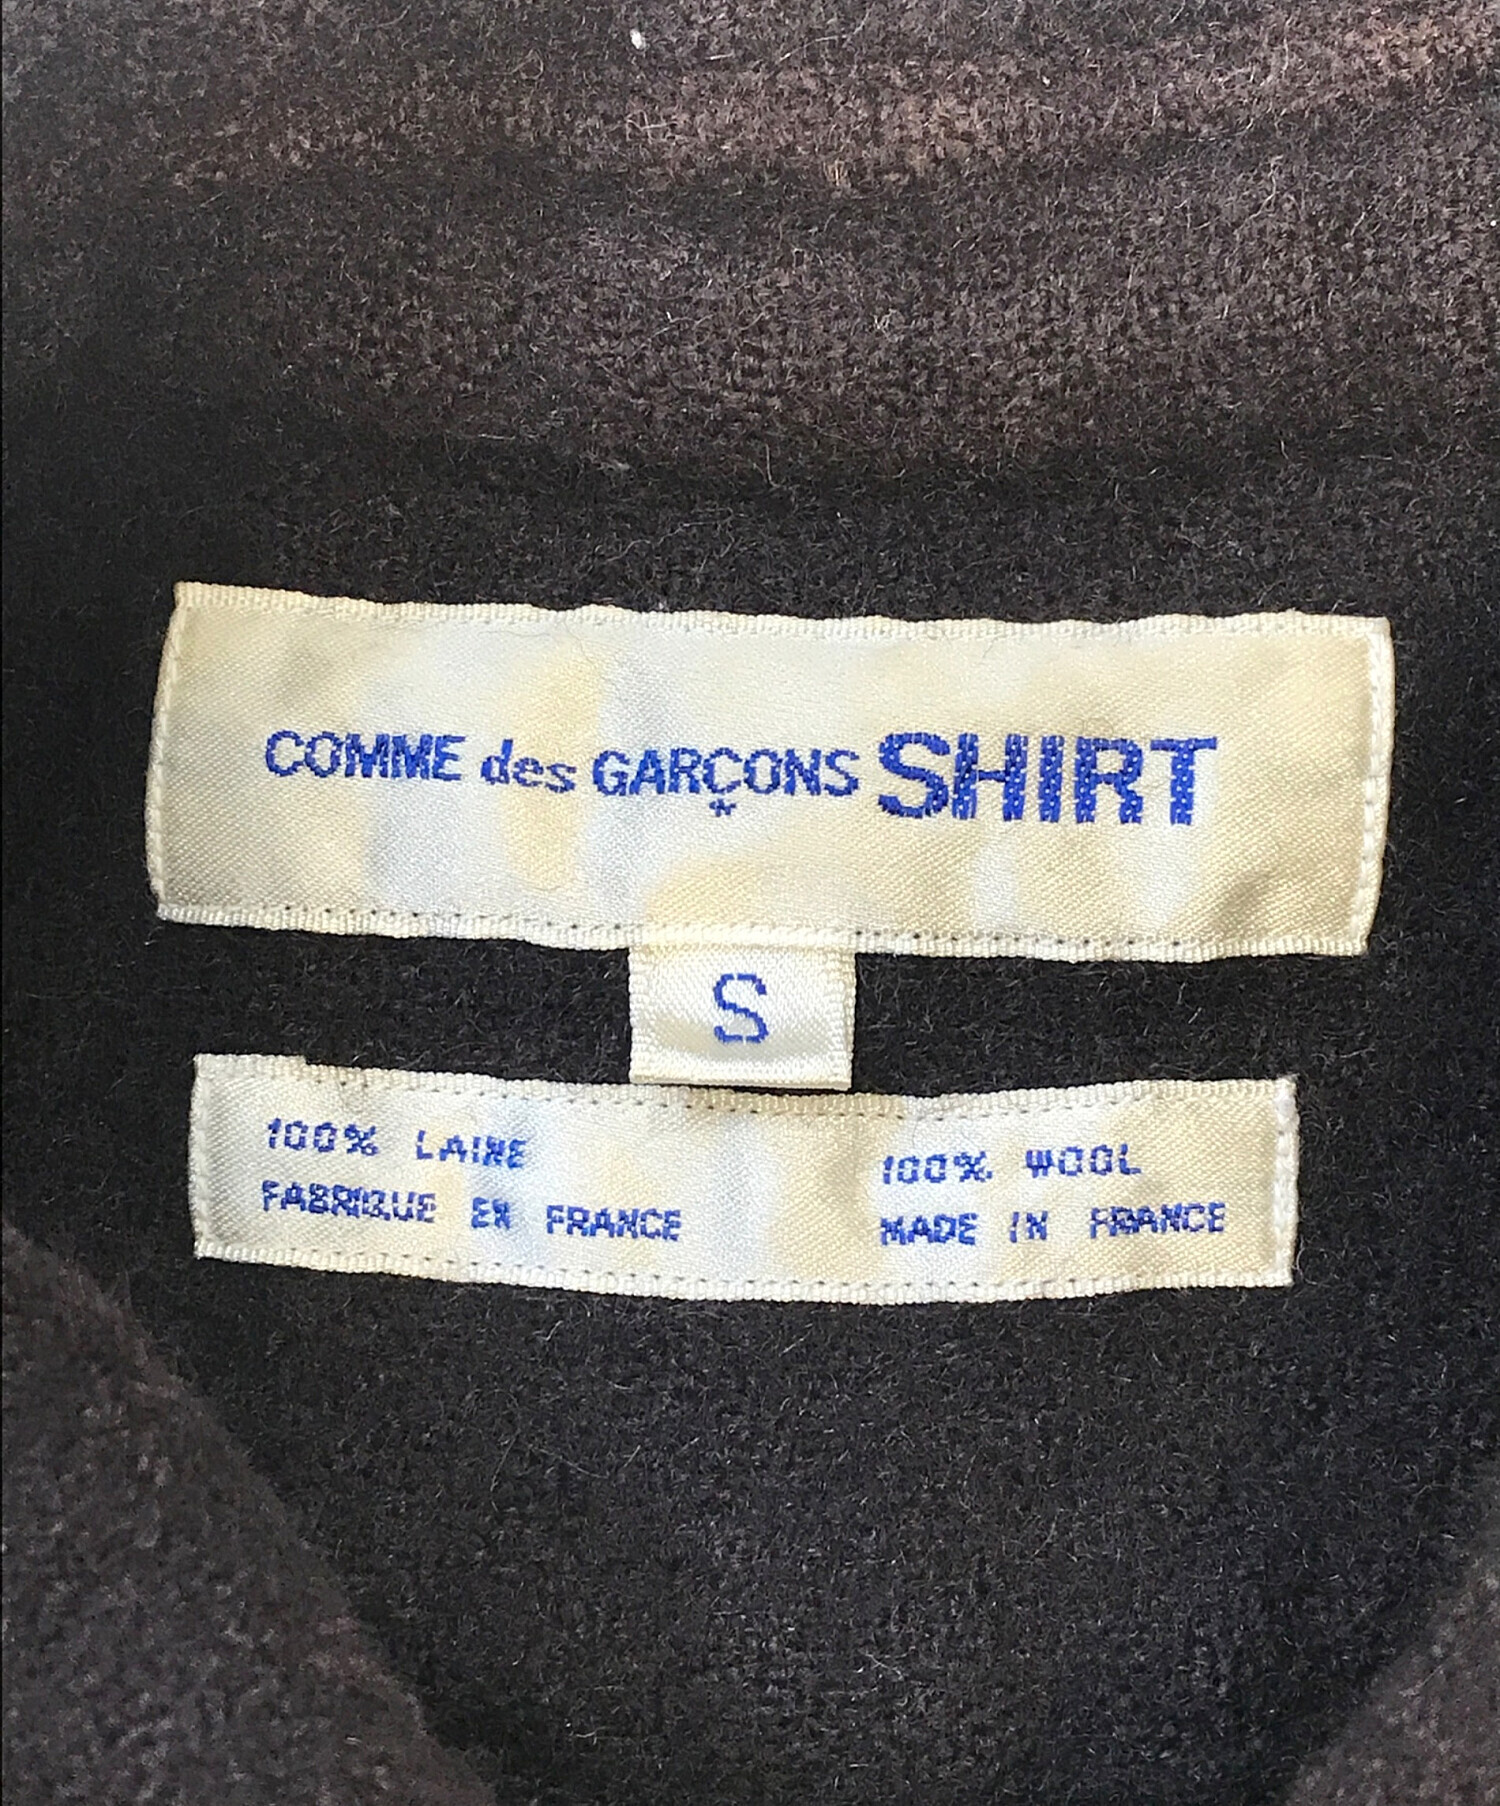 COMME des GARÇONS SHIRT
S
100% LAINE
FABRIQUE EN FRANCE
100% WOOL
MADE IN FRANCE